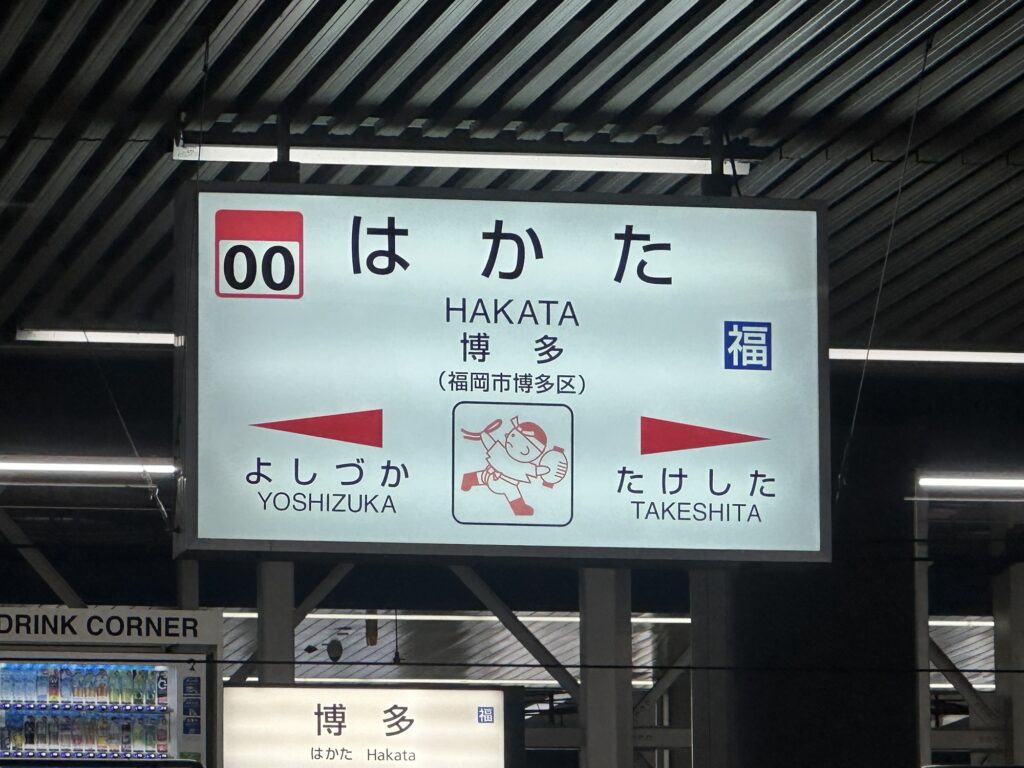 00
はかた
HAKATA
博多
(福岡市博多区)
福
よしづか
YOSHIZUKA
たけした
TAKESHITA
DRINK CORNER
2
博多
福
はかた Hakata